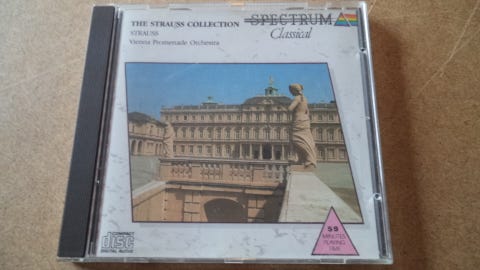 THE STRAUSS COLLECTION
STRAUSS
Vienna Promenade Orchestra
SPECTRUM
Classical
COMPACT
disc
DIGITAL AUDIO
59
MINUTES
PLAYING
TIME